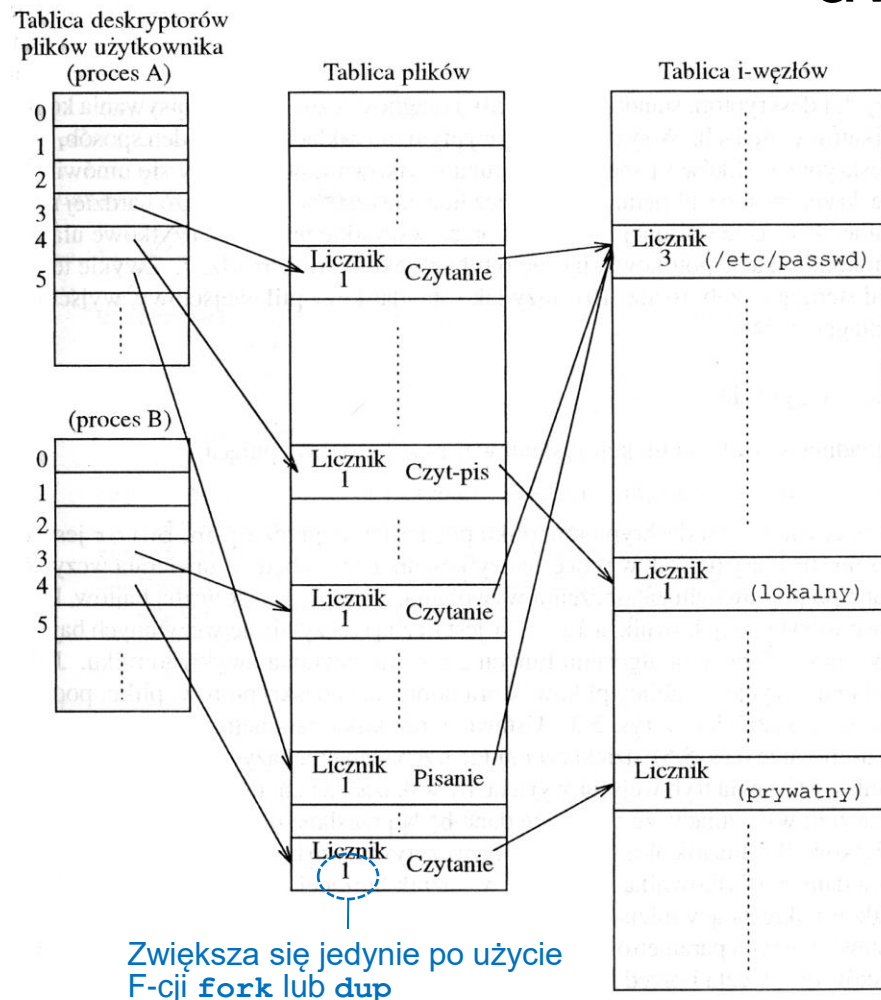 Tablica deskryptorów
plików użytkownika
(proces A)
0
1
2
3
4
5
(proces B)
0
1
2
3
4
5
Tablica plików
Licznik
1 Czytanie
Licznik
1 Czyt-pis
Licznik
1 Czytanie
Licznik
1 Pisanie
Licznik
1 Czytanie
Tablica i-węzłów
Licznik
3 (/etc/passwd)
Licznik
1 (lokalny)
Licznik
1 (prywatny)
Zwiększa się jedynie po użycie
F-cji fork lub dup